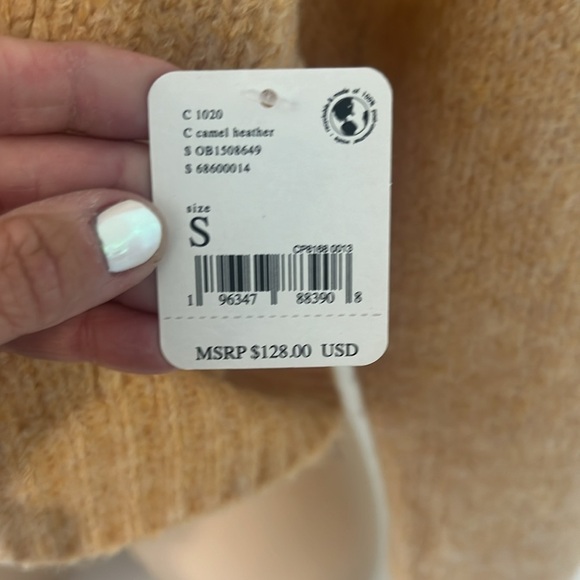 C 1020
C camel heather
S OB1508649
S 68600014
size
S
CP8168 0013
1 96347 88390 8
MSRP $128.00 USD